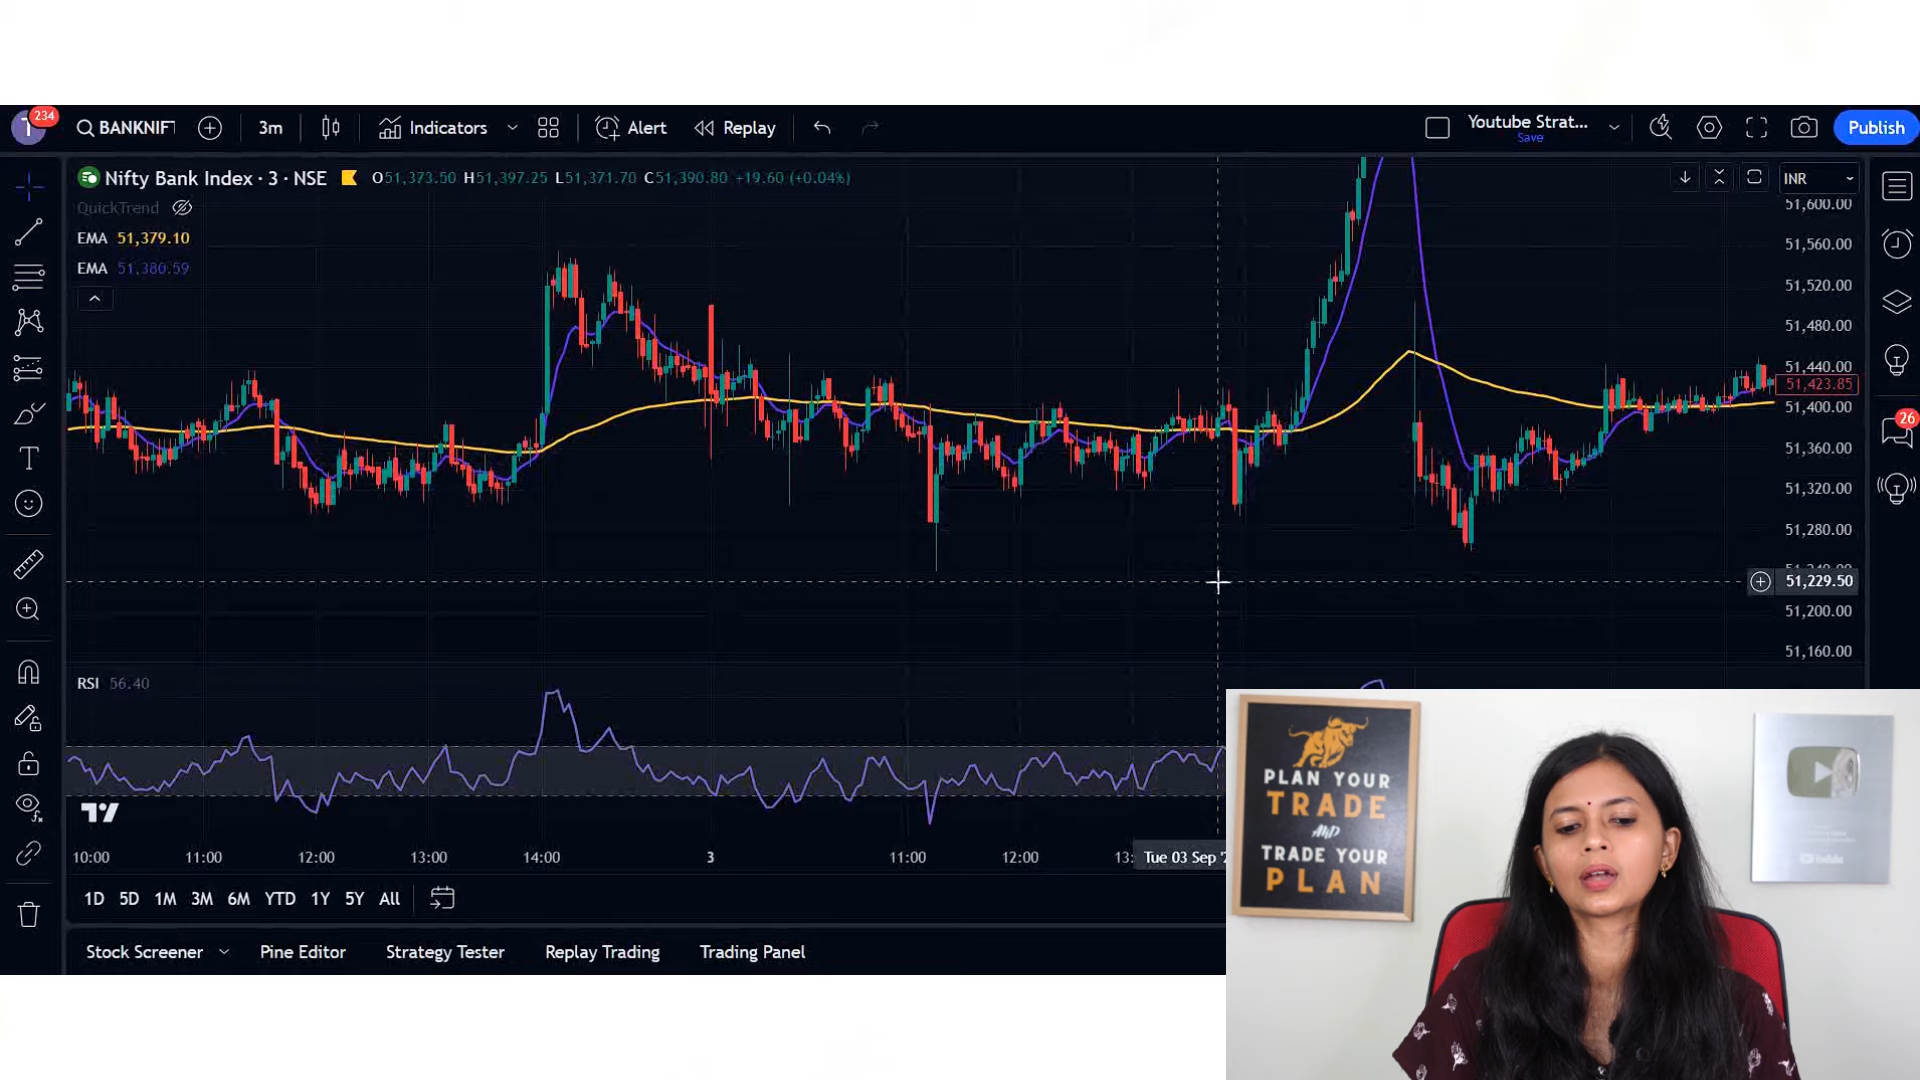 234
T
BANKNIFT
3m
Indicators
Alert
Replay
Youtube Strat...
Save
Publish
Nifty Bank Index · 3 · NSE
O51,373.50 H51,397.25 L51,371.70 C51,390.80 +19.60 (+0.04%)
INR
QuickTrend
EMA 51,379.10
EMA 51,380.59
51,600.00
51,560.00
51,520.00
51,480.00
51,440.00
51,423.85
51,400.00
51,360.00
51,320.00
51,280.00
51,229.50
51,200.00
51,160.00
26
RSI 56.40
10:00 11:00 12:00 13:00 14:00 3 11:00 12:00 13: Tue 03 Sep '2
1D 5D 1M 3M 6M YTD 1Y 5Y All
Stock Screener Pine Editor Strategy Tester Replay Trading Trading Panel
PLAN YOUR
TRADE
AND
TRADE YOUR
PLAN